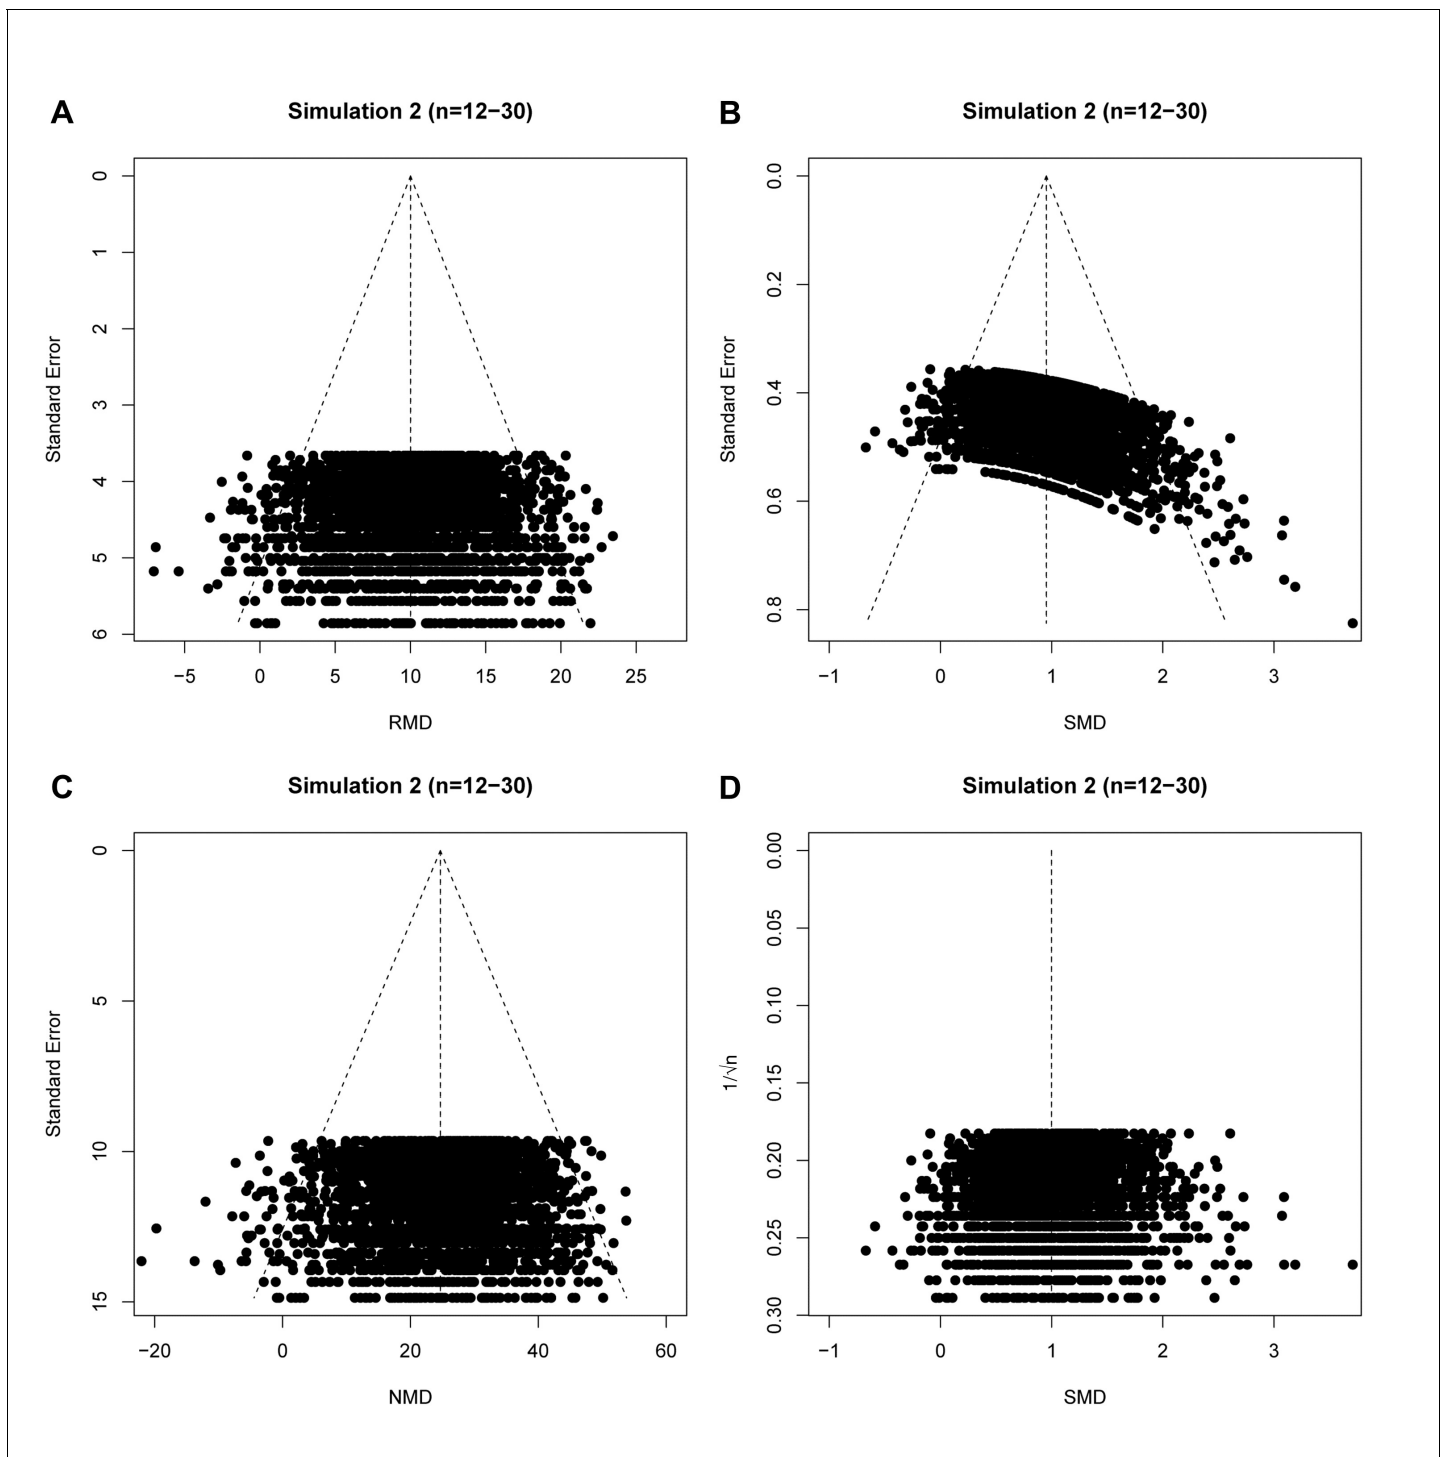 A
Simulation 2 (n=12−30)
0
1
2
3
4
5
6
Standard Error
−5 0 5 10 15 20 25
RMD
B
Simulation 2 (n=12−30)
0.0
0.2
0.4
0.6
0.8
Standard Error
−1 0 1 2 3
SMD
C
Simulation 2 (n=12−30)
0
5
10
15
Standard Error
−20 0 20 40 60
NMD
D
Simulation 2 (n=12−30)
0.00
0.05
0.10
0.15
0.20
0.25
0.30
1/√n
−1 0 1 2 3
SMD